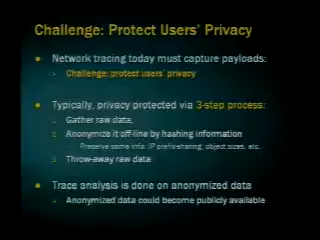 Challenge: Protect Users' Privacy
Network tracing today must capture payloads:
Challenge: protect users' privacy
Typically, privacy protected via 3-step process:
1. Gather raw data,
2. Anonymize it off-line by hashing information
Preserve some info: IP prefix-sharing, object sizes, etc.
3. Throw-away raw data
Trace analysis is done on anonymized data
Anonymized data could become publicly available